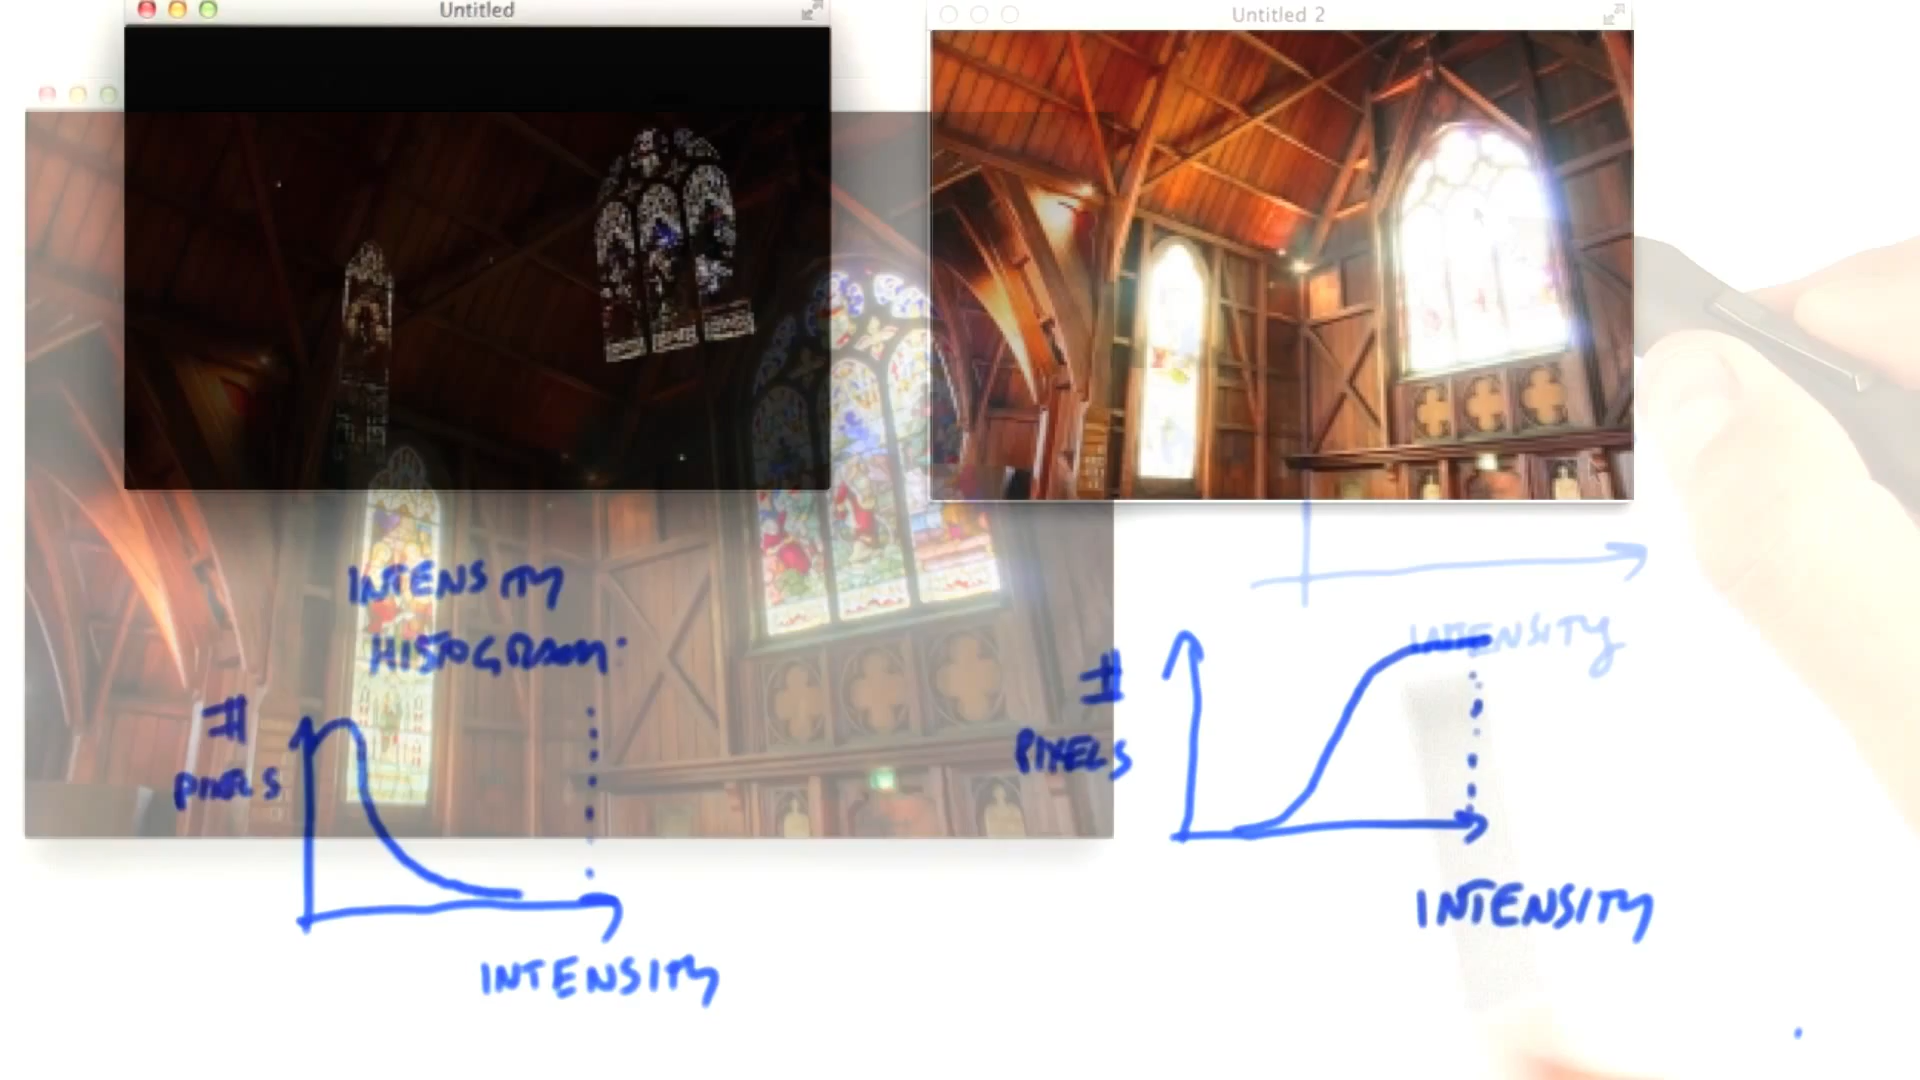 Untitled
Untitled 2
INTENSITY
HISTOGRAM
#
PIXELS
INTENSITY
INTENSITY
#
PIXELS
INTENSITY